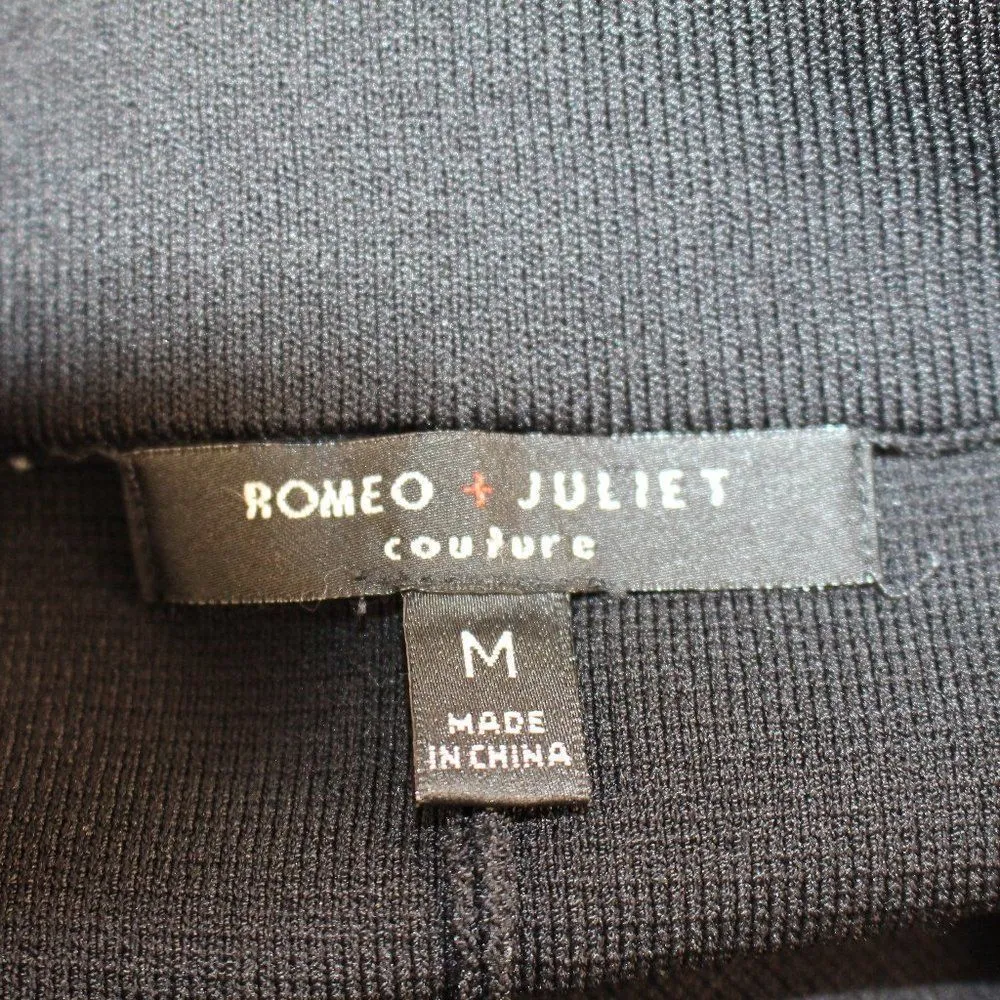 ROMEO + JULIET
couture
M
MADE
IN CHINA